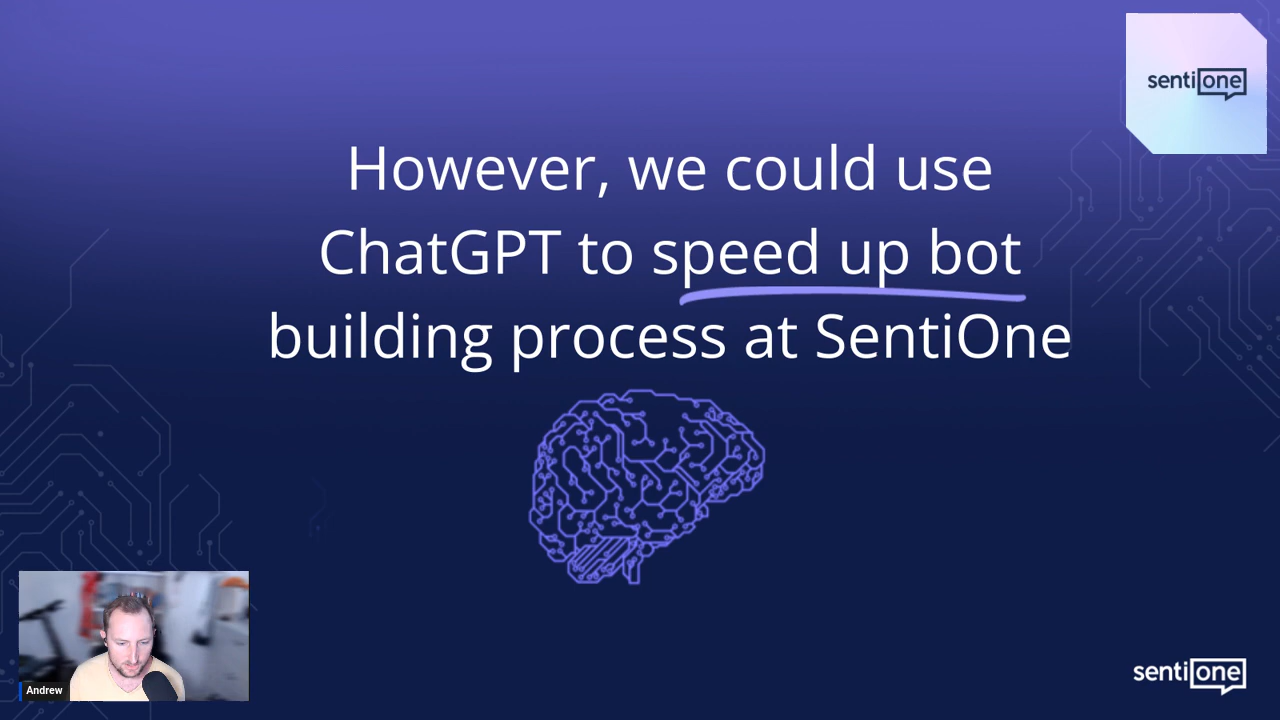 sentione
However, we could use
ChatGPT to speed up bot
building process at SentiOne
Andrew
sentione